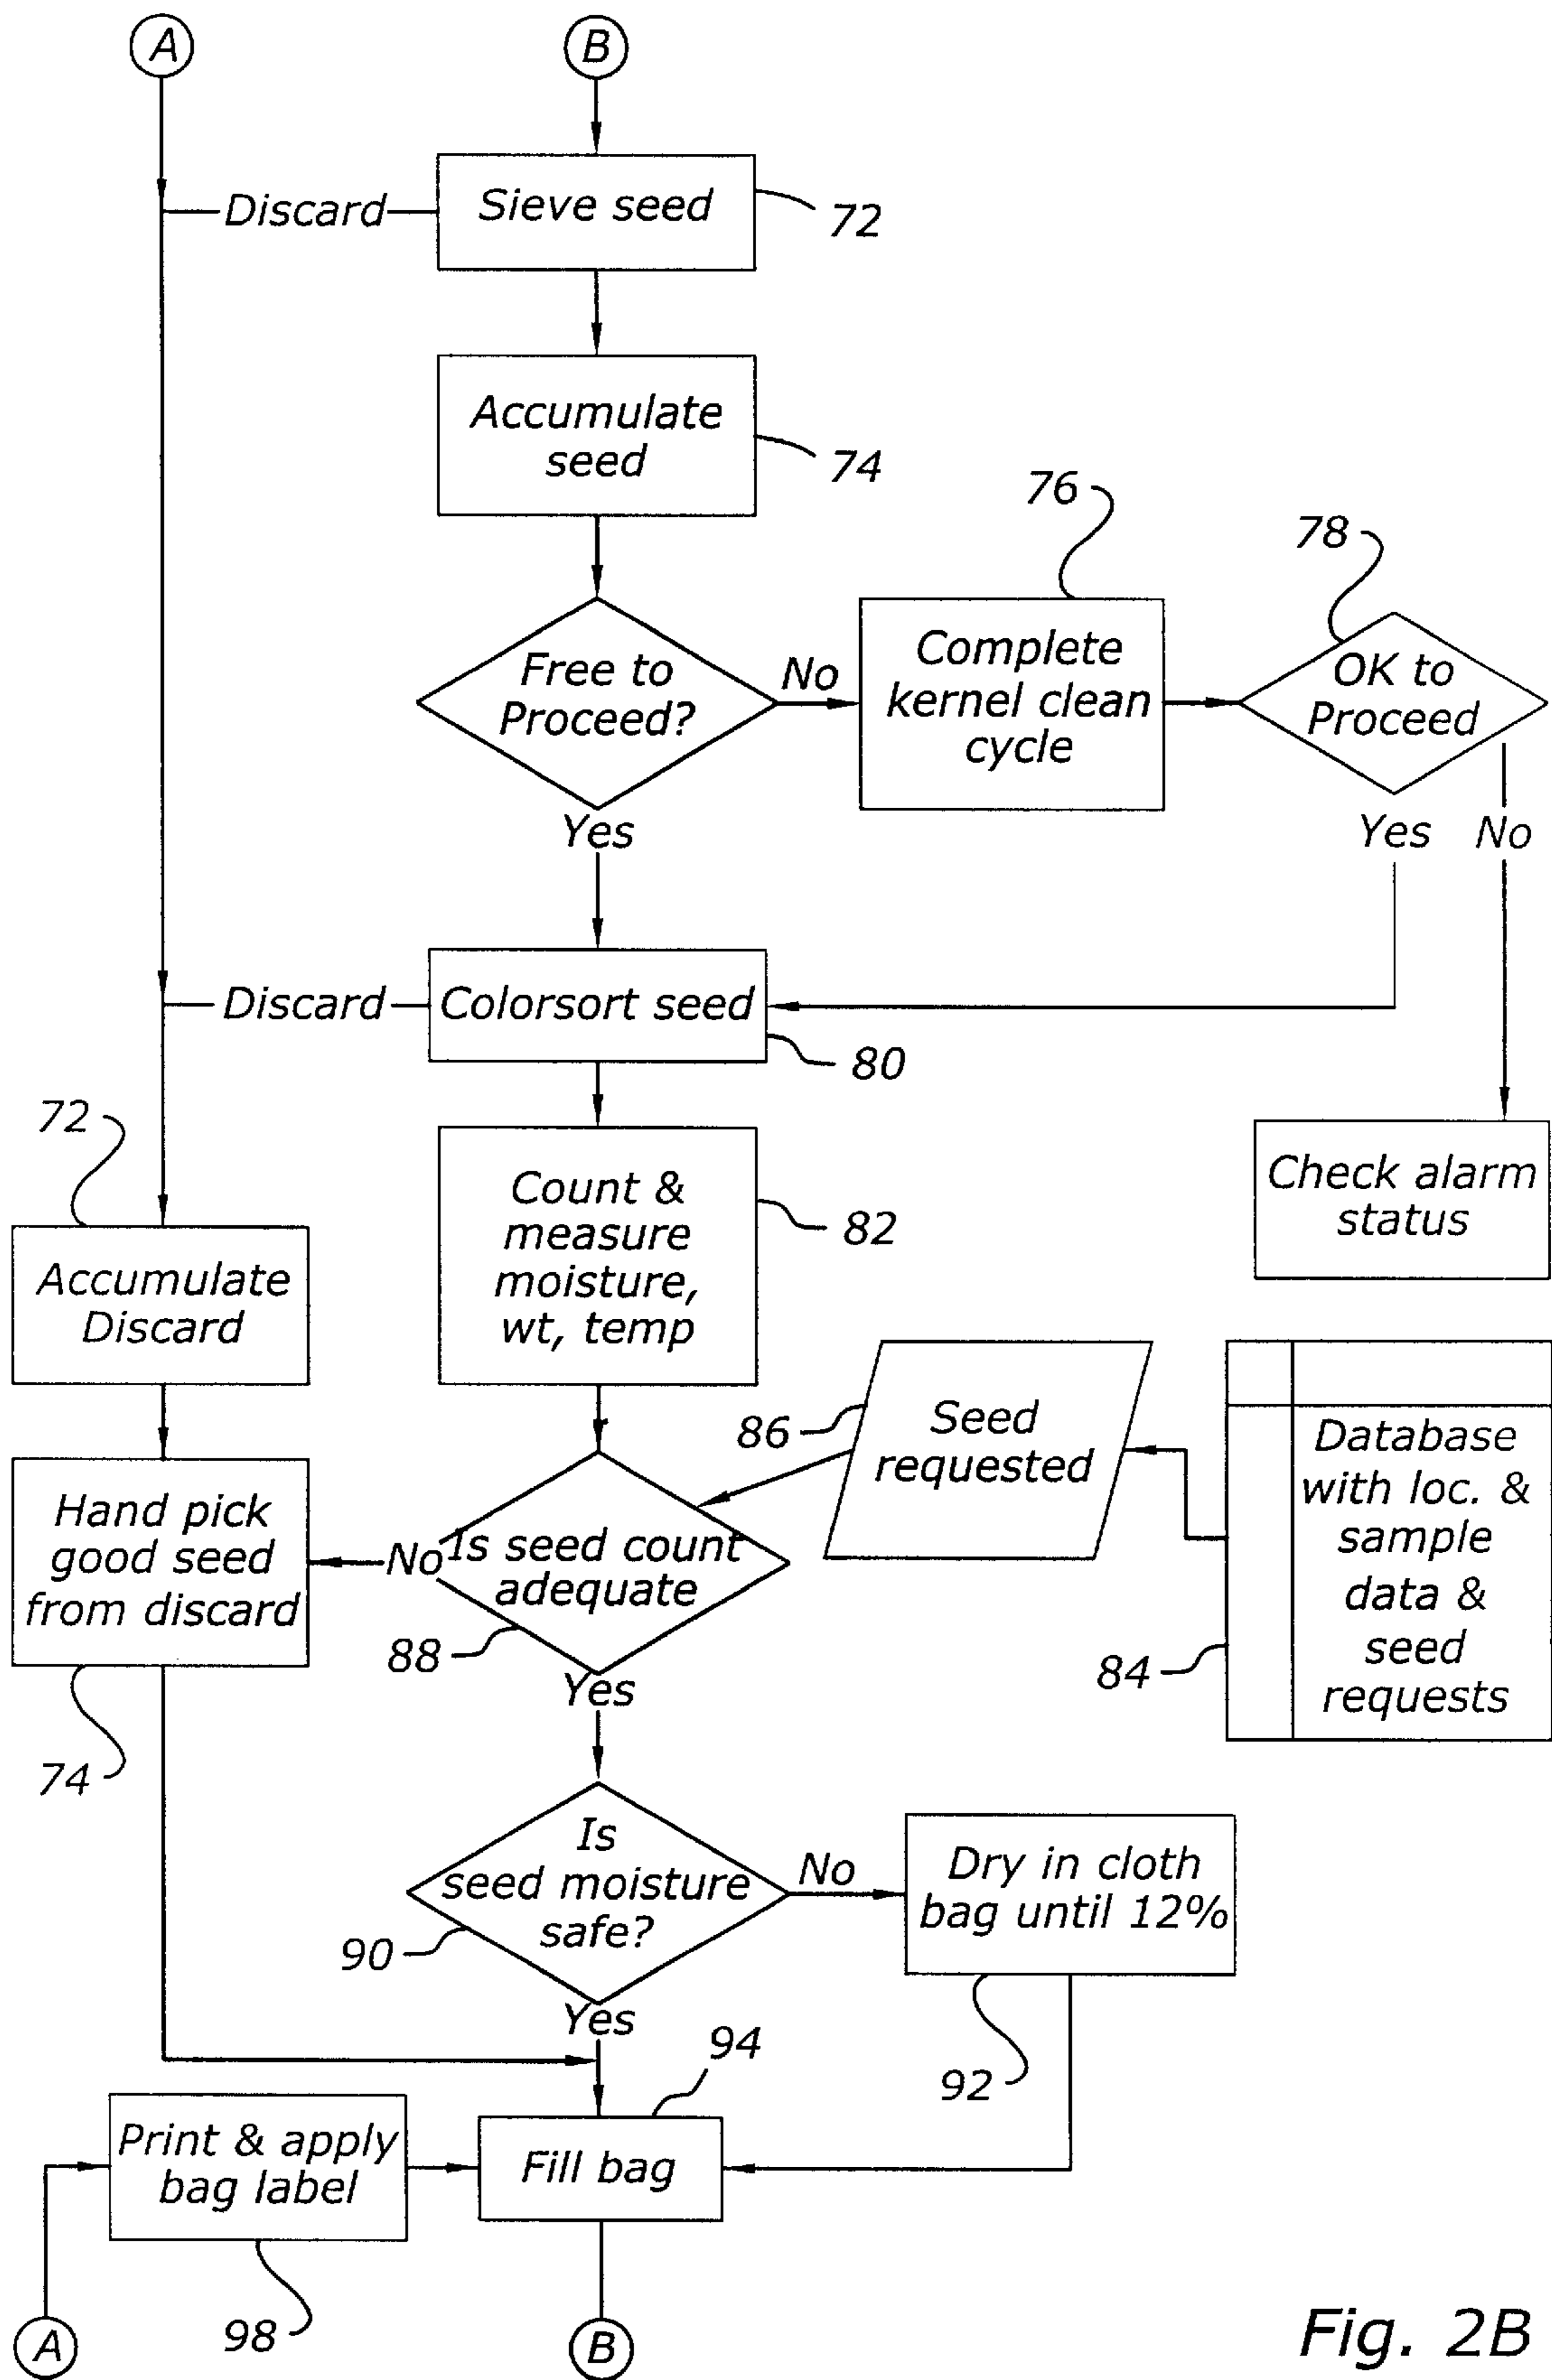 A
B
Discard
Sieve seed
72
Accumulate
seed
74
76
78
Free to
Proceed?
No
Complete
kernel clean
cycle
OK to
Proceed
Yes
Yes
No
Discard
Colorsort seed
80
72
Count &
measure
moisture,
wt, temp
82
Check alarm
status
Accumulate
Discard
86
Seed
requested
Database
with loc. &
sample
data &
seed
requests
84
Hand pick
good seed
from discard
No
Is seed count
adequate
88
Yes
74
Is
seed moisture
safe?
90
No
Dry in cloth
bag until 12%
92
Yes
94
Print & apply
bag label
Fill bag
98
A
B
Fig. 2B